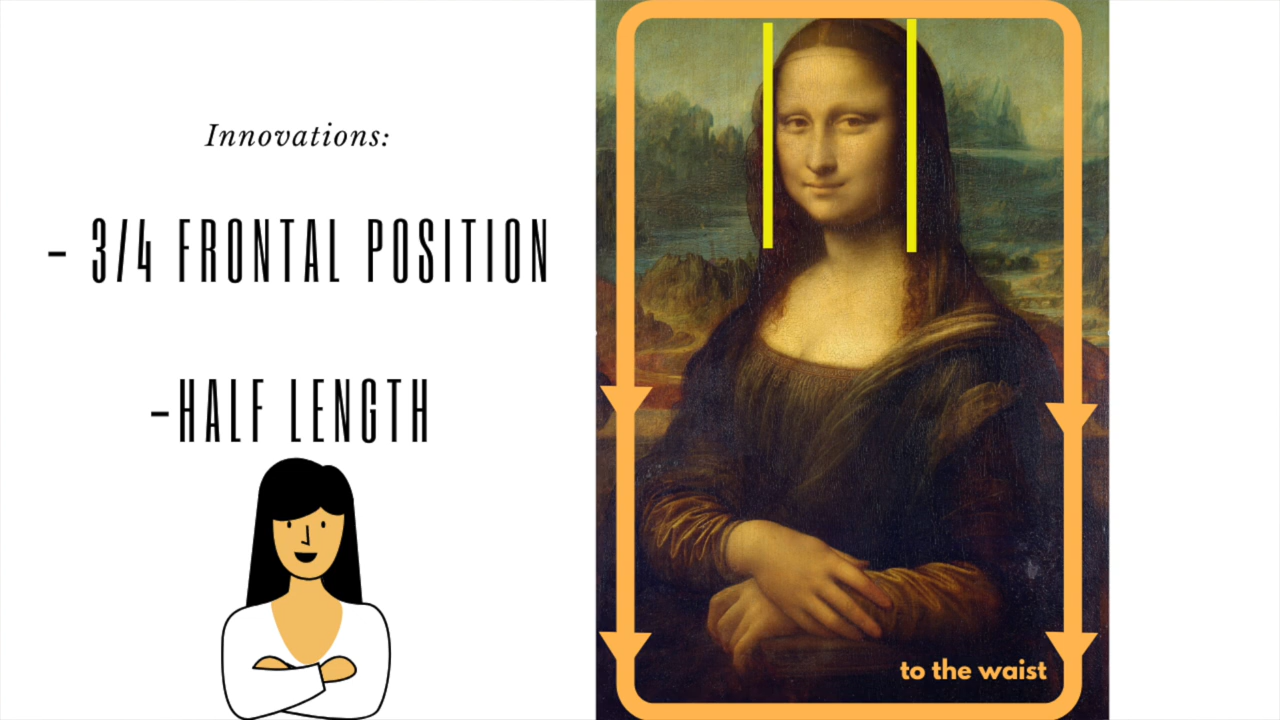 Innovations:
- 3/4 FRONTAL POSITION
-HALF LENGTH
to the waist